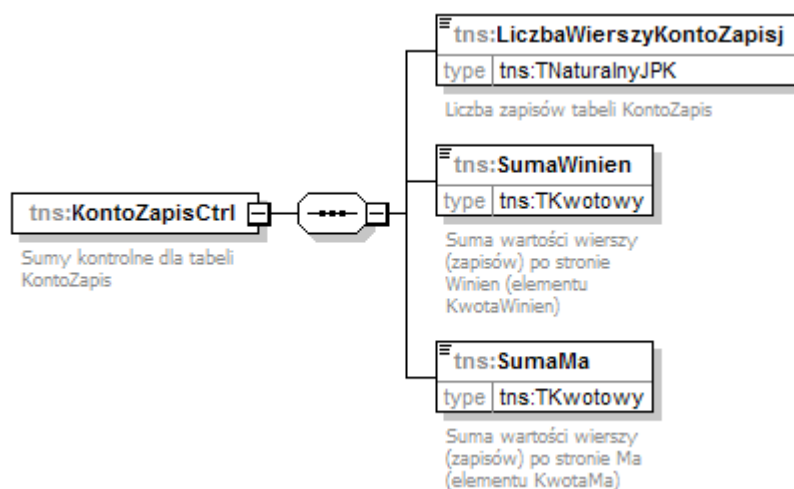 tns:LiczbaWierszyKontoZapisj
type tns:TNaturalnyJPK
Liczba zapisów tabeli KontoZapis
tns:SumaWinien
type tns:TKwotowy
Suma wartości wierszy
(zapisów) po stronie
Winien (elementu
KwotaWinien)
tns:KontoZapisCtrl
Sumy kontrolne dla tabeli
KontoZapis
tns:SumaMa
type tns:TKwotowy
Suma wartości wierszy
(zapisów) po stronie Ma
(elementu KwotaMa)